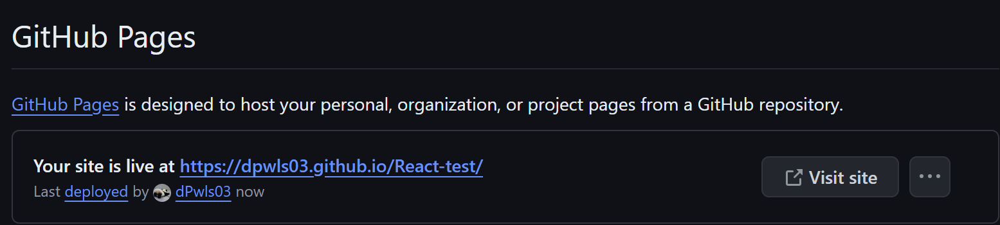 GitHub Pages
GitHub Pages is designed to host your personal, organization, or project pages from a GitHub repository.
Your site is live at https://dpwls03.github.io/React-test/
Last deployed by dPwls03 now
Visit site